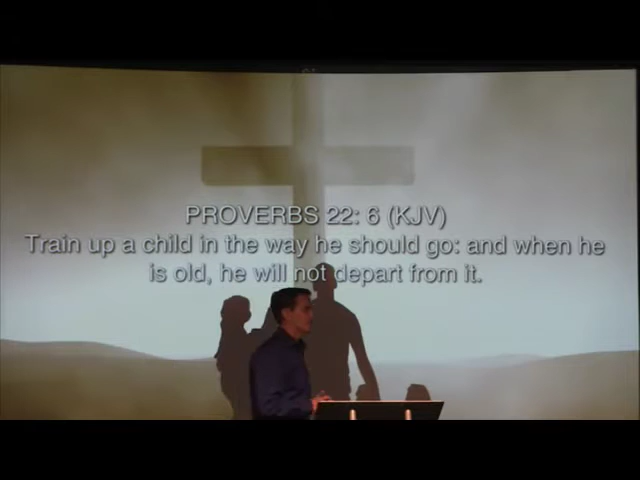 PROVERBS 22: 6 (KJV)
Train up a child in the way he should go: and when he
is old, he will not depart from it.